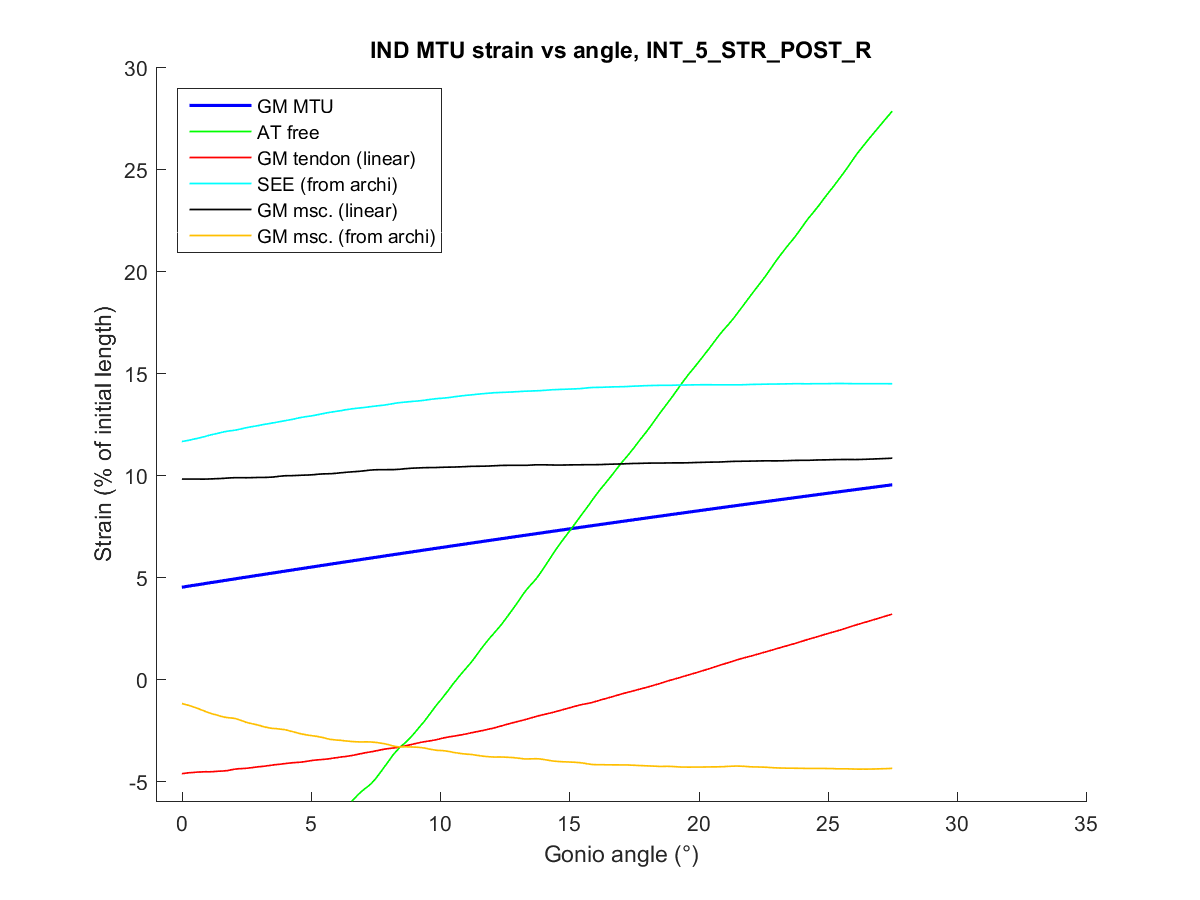 IND MTU strain vs angle, INT_5_STR_POST_R
30
25
20
15
10
5
0
-5
Strain (% of initial length)
GM MTU
AT free
GM tendon (linear)
SEE (from archi)
GM msc. (linear)
GM msc. (from archi)
0 5 10 15 20 25 30 35
Gonio angle (°)